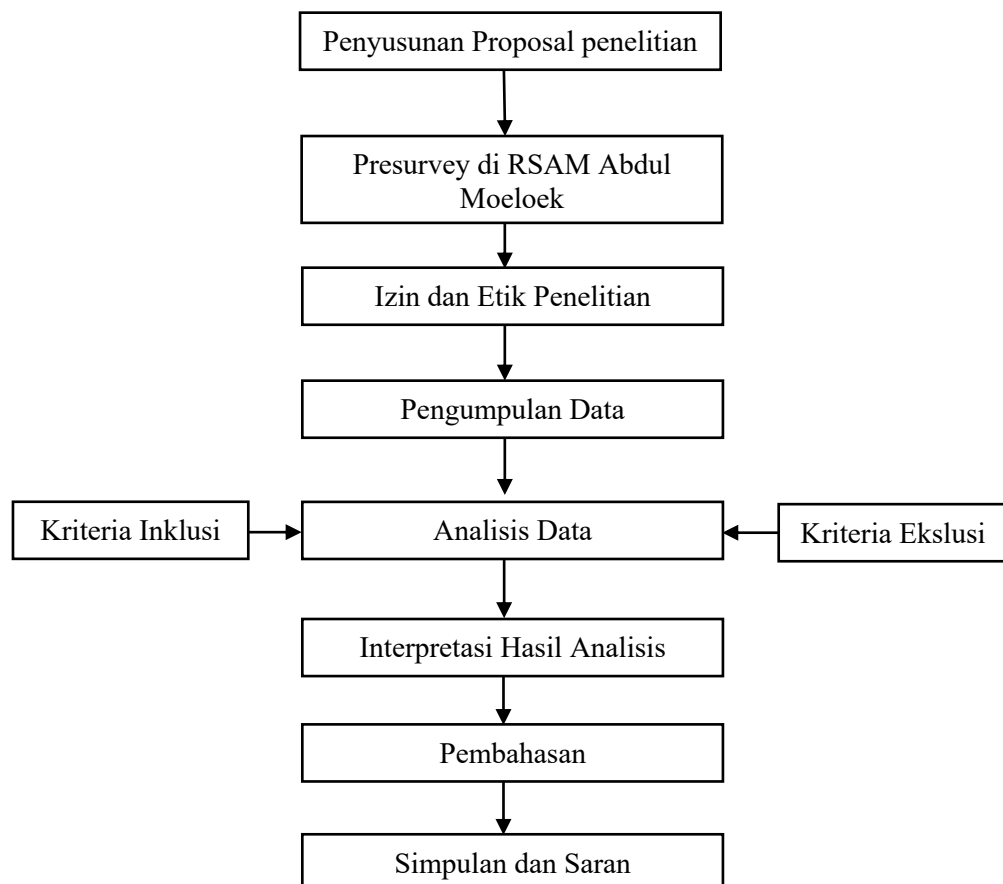 Penyusunan Proposal penelitian
Presurvey di RSAM Abdul
Moeloek
Izin dan Etik Penelitian
Pengumpulan Data
Kriteria Inklusi
Analisis Data
Kriteria Ekslusi
Interpretasi Hasil Analisis
Pembahasan
Simpulan dan Saran